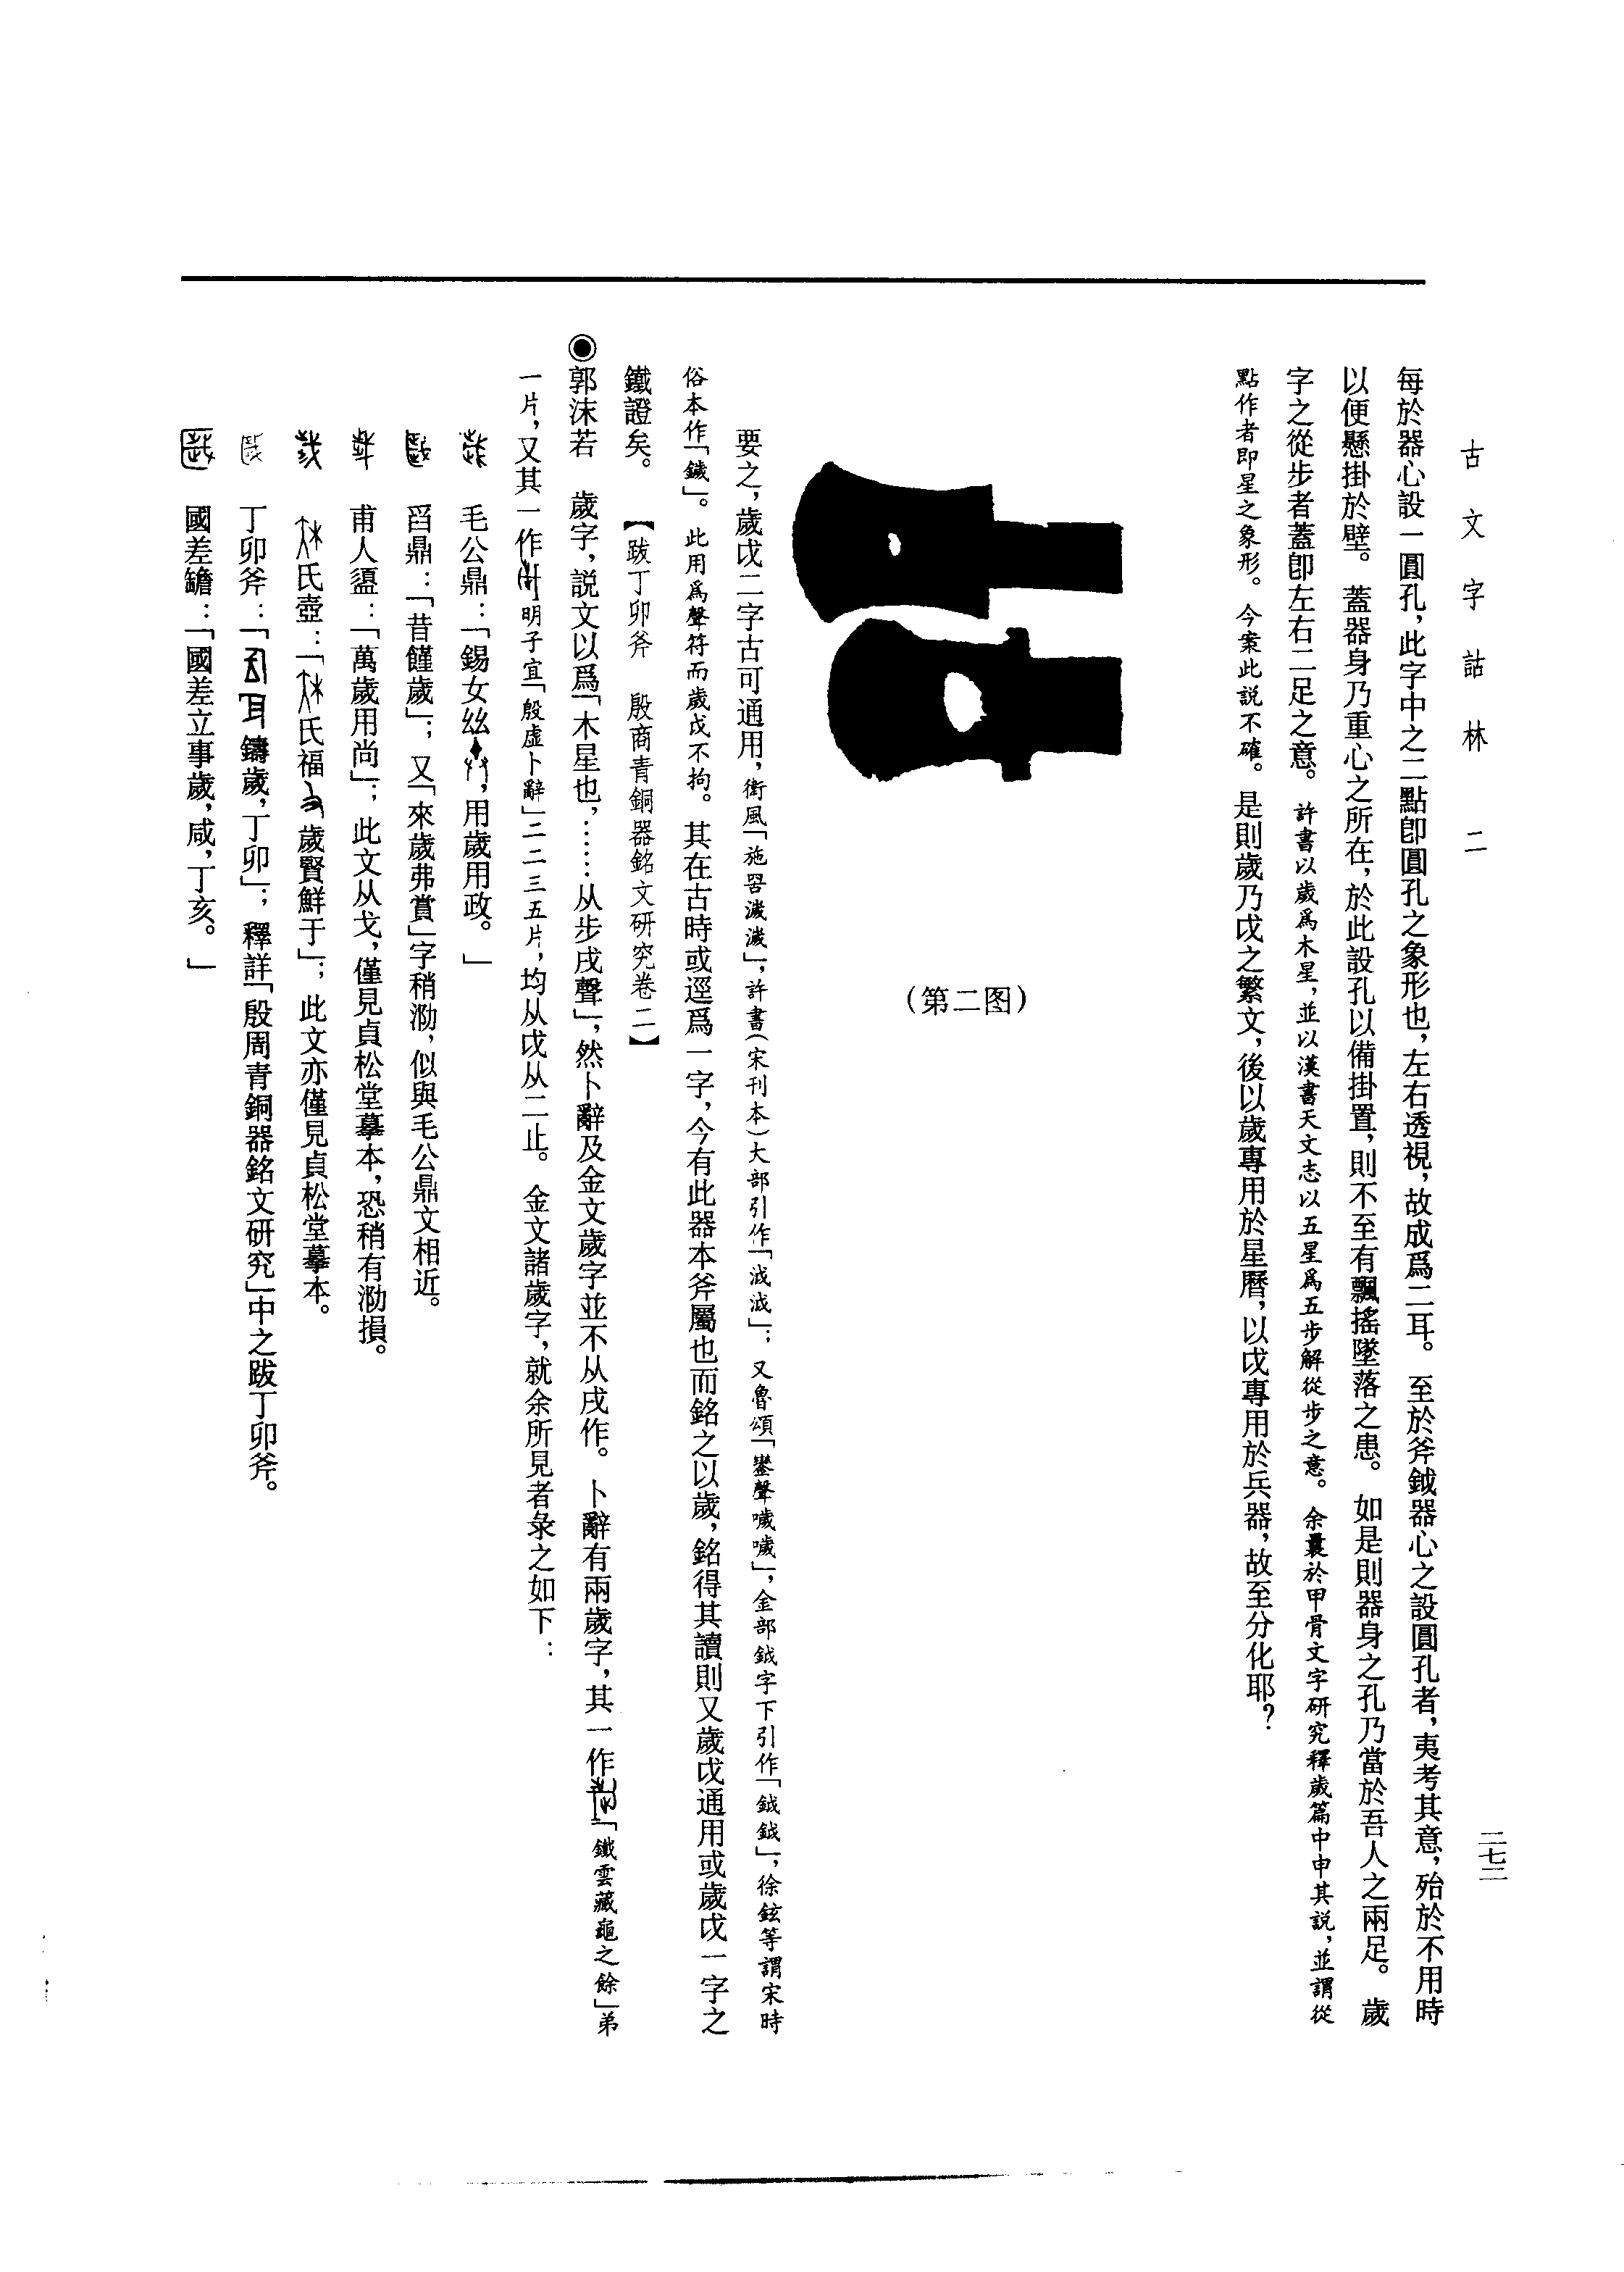 古文字詁林 二
二七二
每於器心設一圓孔，此字中之二點卽圓孔之象形也，左右透視，故成爲二耳。至於斧鉞器心之設圓孔者，夷考其意，殆於不用時
以便懸掛於壁。蓋器身乃重心之所在，於此設孔以備掛置，則不至有飄搖墜落之患。如是則器身之孔乃當於吾人之兩足。歲
字之從步者蓋卽左右二足之意。許書以歲爲木星，並以漢書天文志以五星爲五步解從步之意。余曩於甲骨文字研究釋歲篇中申其說，並謂從
點作者即星之象形。今案此説不確。是則歲乃戉之繁文，後以歲專用於星曆，以戉專用於兵器，故至分化耶？
（第二图）
要之，歲戉二字古可通用，衛風「施罟濊濊」，許書（宋刊本）大部引作「泧泧」；又魯頌「鑾聲噦噦」，金部鉞字下引作「鉞鉞」，徐鉉等謂宋時
俗本作「鐬」。此用爲聲符而歲戉不拘。其在古時或逕爲一字，今有此器本斧屬也而銘之以歲，銘得其讀則又歲戉通用或歲戉一字之
鐵證矣。【跋丁卯斧 殷商青銅器銘文研究卷二】
◉郭沫若 歲字，説文以爲「木星也，……从步戌聲」，然卜辭及金文歲字並不从戌作。卜辭有兩歲字，其一作「鐵雲藏龜之餘」弟
一片，又其一作明子宜「殷虛卜辭」二二三五片，均从戉从二止。金文諸歲字，就余所見者彔之如下：
毛公鼎：「錫女玆，用歲用政。」
舀鼎：「昔饉歲」；又「來歲弗賞」字稍泐，似與毛公鼎文相近。
甫人盨：「萬歲用尚」；此文从戈，僅見貞松堂摹本，恐稍有泐損。
氏壺：「氏福歲賢鮮于」；此文亦僅見貞松堂摹本。
丁卯斧：「鑄歲，丁卯」；釋詳「殷周青銅器銘文研究」中之跋丁卯斧。
國差𦉜：「國差立事歲，咸，丁亥。」